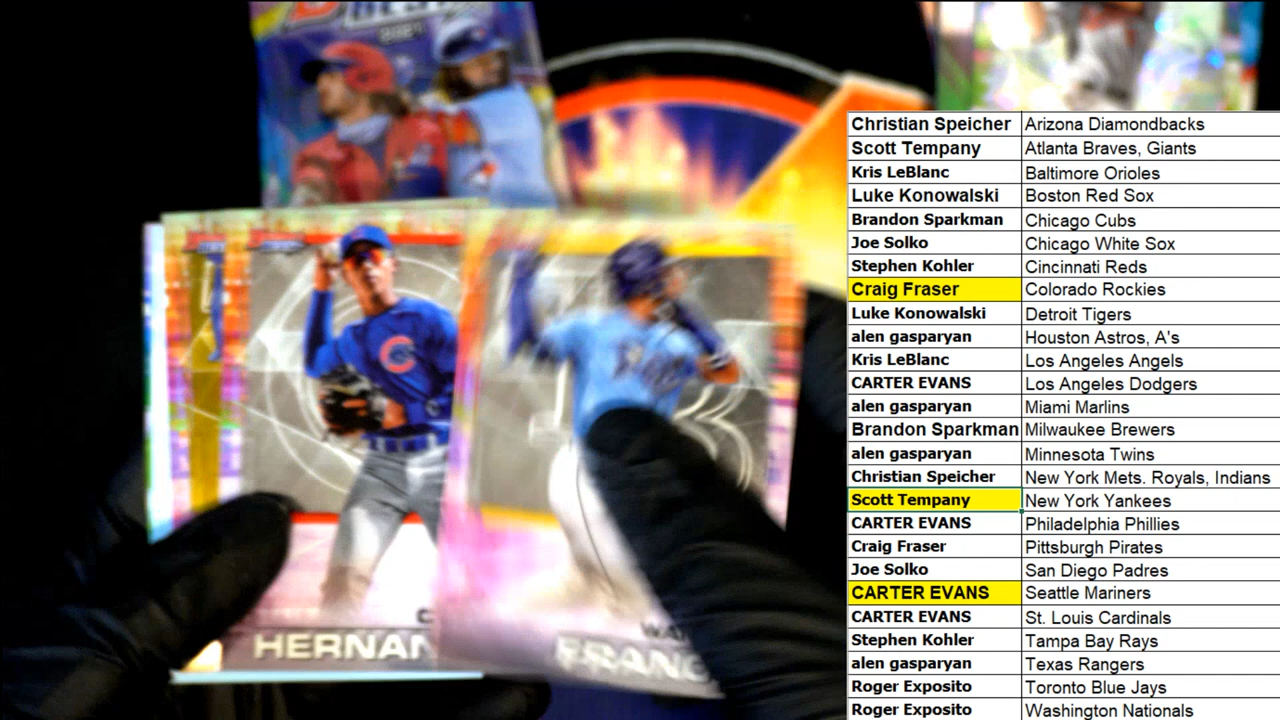 2021
HERNAN
FRANC
Christian Speicher Arizona Diamondbacks
Scott Tempany Atlanta Braves, Giants
Kris LeBlanc Baltimore Orioles
Luke Konowalski Boston Red Sox
Brandon Sparkman Chicago Cubs
Joe Solko Chicago White Sox
Stephen Kohler Cincinnati Reds
Craig Fraser Colorado Rockies
Luke Konowalski Detroit Tigers
alen gasparyan Houston Astros, A's
Kris LeBlanc Los Angeles Angels
CARTER EVANS Los Angeles Dodgers
alen gasparyan Miami Marlins
Brandon Sparkman Milwaukee Brewers
alen gasparyan Minnesota Twins
Christian Speicher New York Mets. Royals, Indians
Scott Tempany New York Yankees
CARTER EVANS Philadelphia Phillies
Craig Fraser Pittsburgh Pirates
Joe Solko San Diego Padres
CARTER EVANS Seattle Mariners
CARTER EVANS St. Louis Cardinals
Stephen Kohler Tampa Bay Rays
alen gasparyan Texas Rangers
Roger Exposito Toronto Blue Jays
Roger Exposito Washington Nationals